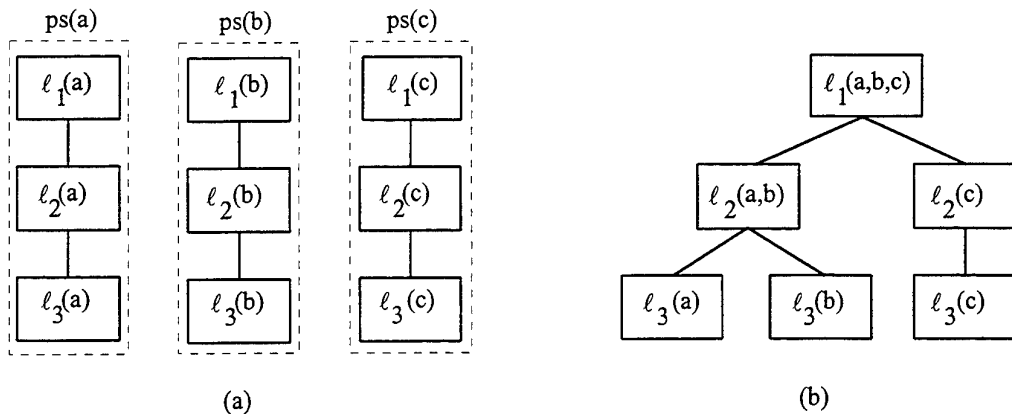 ps(a) ps(b) ps(c)
ℓ1(a) ℓ1(b) ℓ1(c)
ℓ2(a) ℓ2(b) ℓ2(c)
ℓ3(a) ℓ3(b) ℓ3(c)
(a)
ℓ1(a,b,c)
ℓ2(a,b) ℓ2(c)
ℓ3(a) ℓ3(b) ℓ3(c)
(b)